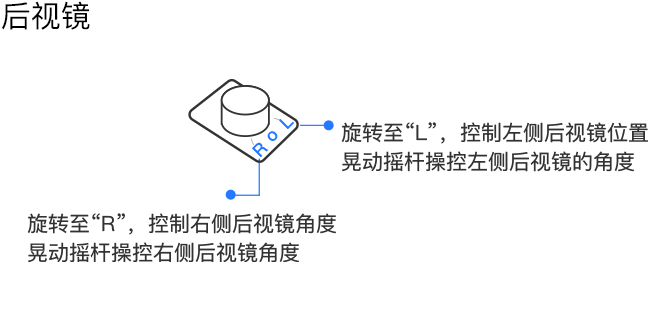 后视镜
R o L
旋转至“L”，控制左侧后视镜位置
晃动摇杆操控左侧后视镜的角度
旋转至“R”，控制右侧后视镜角度
晃动摇杆操控右侧后视镜角度